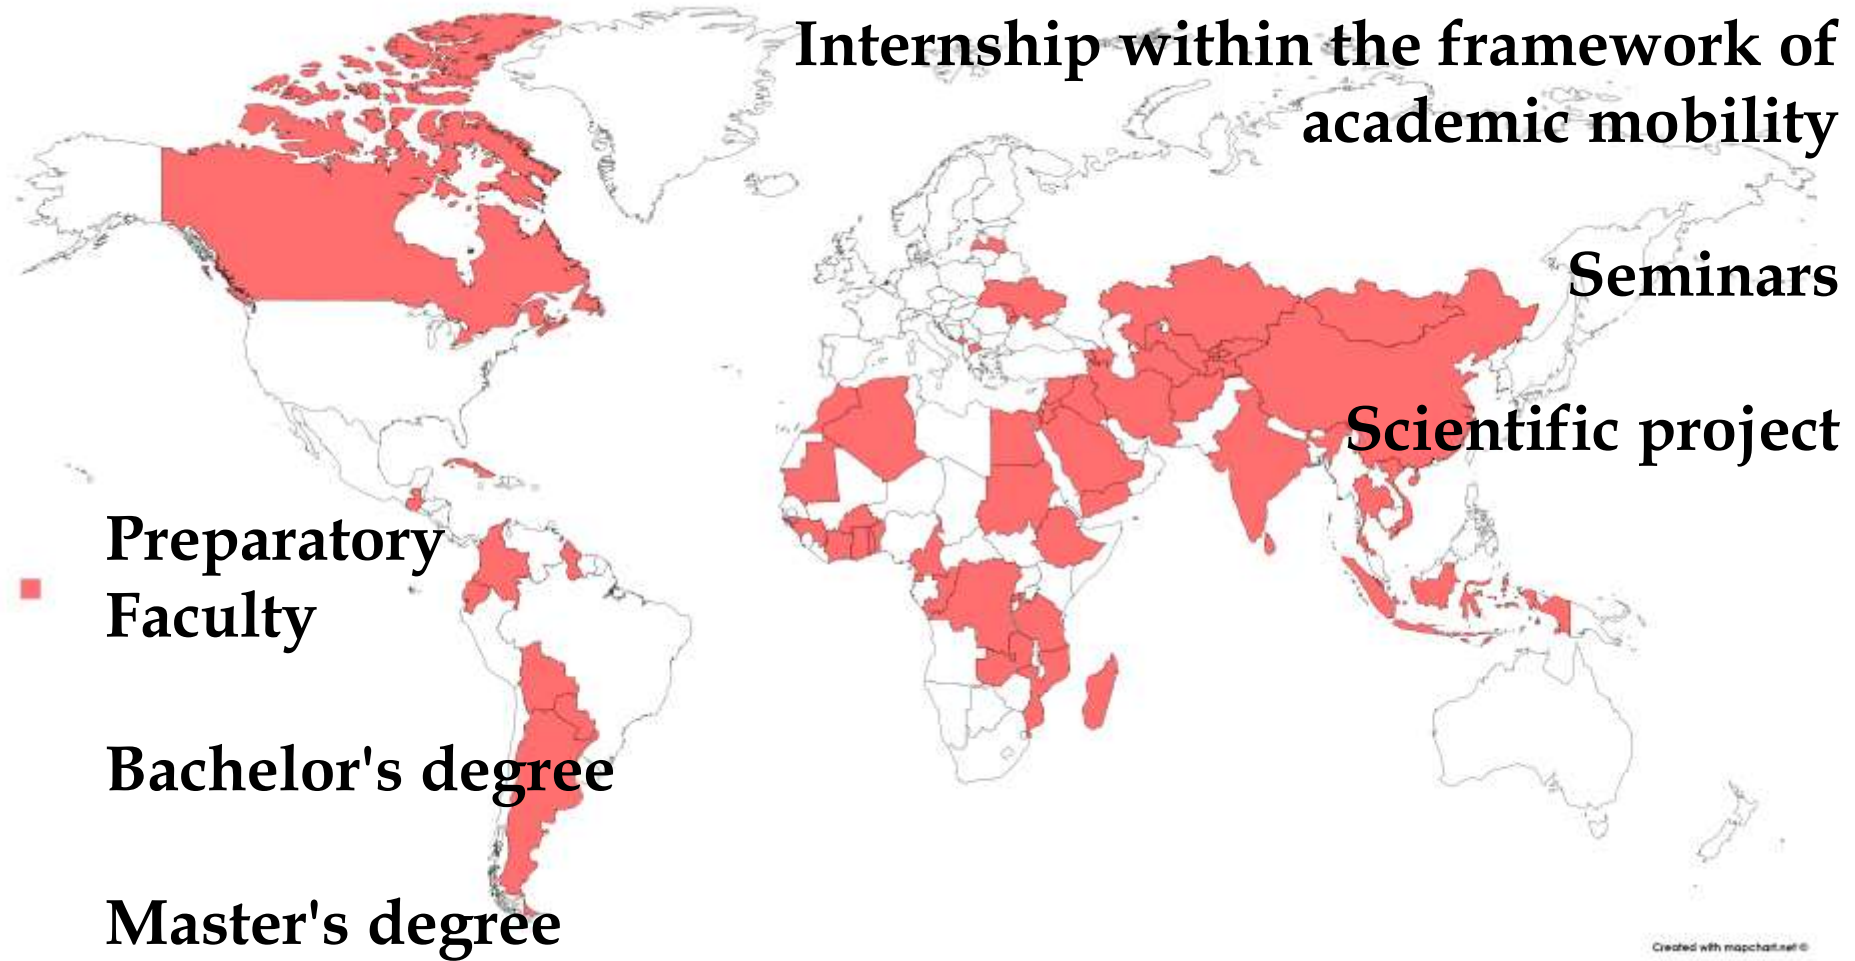 Internship within the framework of
academic mobility
Seminars
Scientific project
Preparatory
Faculty
Bachelor's degree
Master's degree
Created with mapchart.net ©